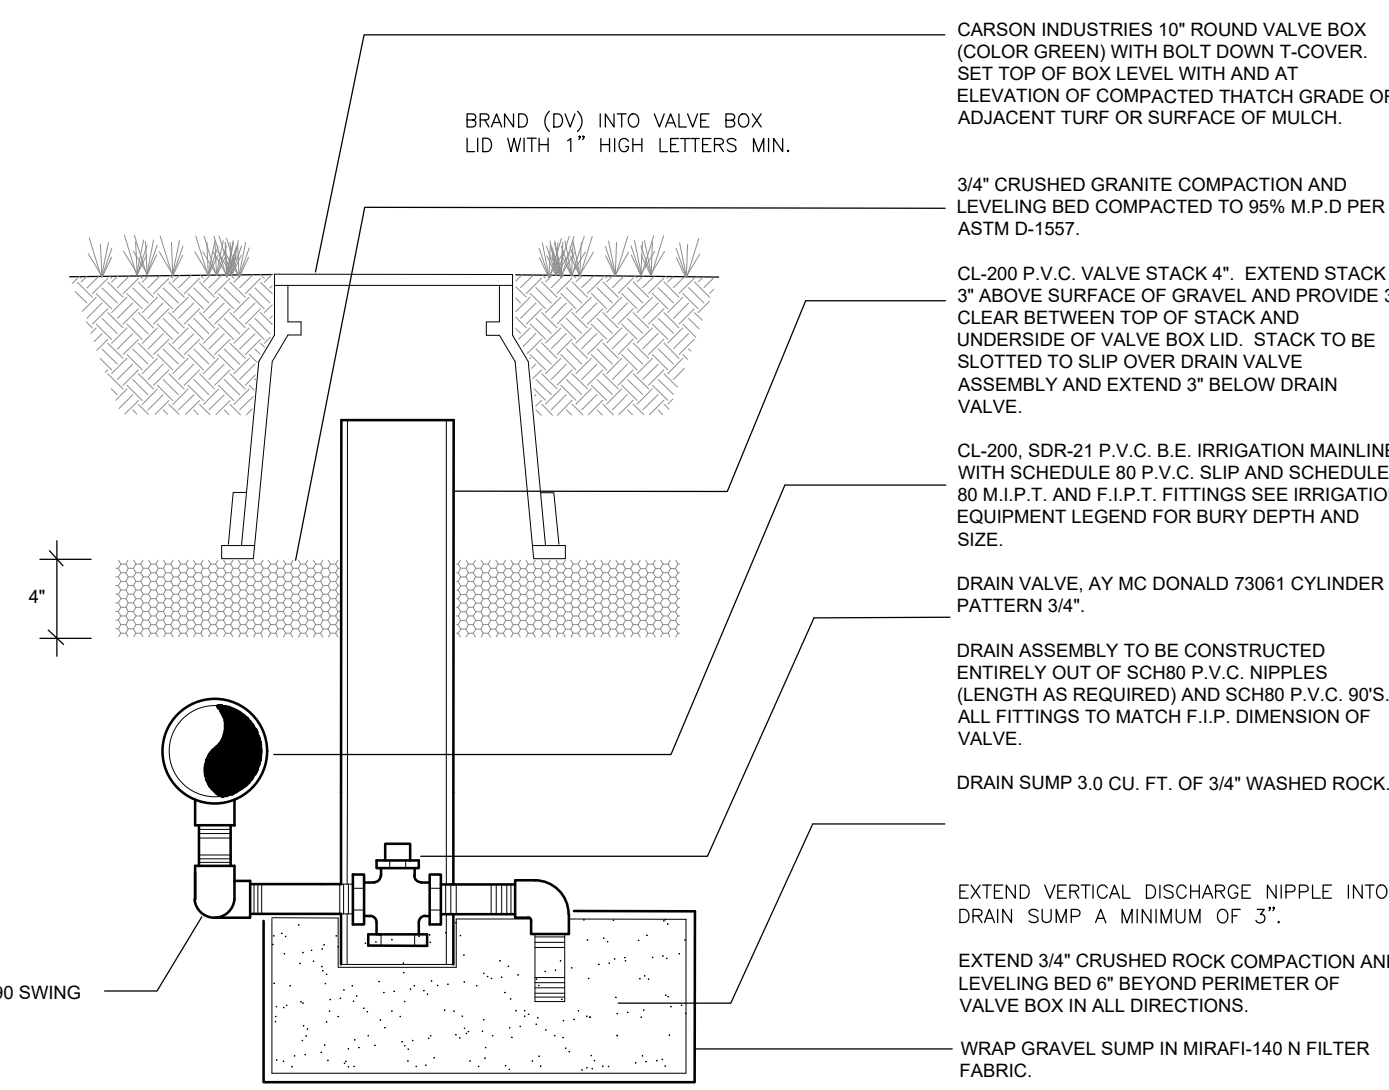 CARSON INDUSTRIES 10" ROUND VALVE BOX
(COLOR GREEN) WITH BOLT DOWN T-COVER.
SET TOP OF BOX LEVEL WITH AND AT
ELEVATION OF COMPACTED THATCH GRADE OF
ADJACENT TURF OR SURFACE OF MULCH.
BRAND (DV) INTO VALVE BOX
LID WITH 1" HIGH LETTERS MIN.
3/4" CRUSHED GRANITE COMPACTION AND
LEVELING BED COMPACTED TO 95% M.P.D PER
ASTM D-1557.
CL-200 P.V.C. VALVE STACK 4". EXTEND STACK
3" ABOVE SURFACE OF GRAVEL AND PROVIDE 3
CLEAR BETWEEN TOP OF STACK AND
UNDERSIDE OF VALVE BOX LID. STACK TO BE
SLOTTED TO SLIP OVER DRAIN VALVE
ASSEMBLY AND EXTEND 3" BELOW DRAIN
VALVE.
CL-200, SDR-21 P.V.C. B.E. IRRIGATION MAINLINE
WITH SCHEDULE 80 P.V.C. SLIP AND SCHEDULE
80 M.I.P.T. AND F.I.P.T. FITTINGS SEE IRRIGATION
EQUIPMENT LEGEND FOR BURY DEPTH AND
SIZE.
4"
DRAIN VALVE, AY MC DONALD 73061 CYLINDER
PATTERN 3/4".
DRAIN ASSEMBLY TO BE CONSTRUCTED
ENTIRELY OUT OF SCH80 P.V.C. NIPPLES
(LENGTH AS REQUIRED) AND SCH80 P.V.C. 90'S.
ALL FITTINGS TO MATCH F.I.P. DIMENSION OF
VALVE.
DRAIN SUMP 3.0 CU. FT. OF 3/4" WASHED ROCK.
EXTEND VERTICAL DISCHARGE NIPPLE INTO
DRAIN SUMP A MINIMUM OF 3".
EXTEND 3/4" CRUSHED ROCK COMPACTION AND
LEVELING BED 6" BEYOND PERIMETER OF
VALVE BOX IN ALL DIRECTIONS.
90 SWING
WRAP GRAVEL SUMP IN MIRAFI-140 N FILTER
FABRIC.